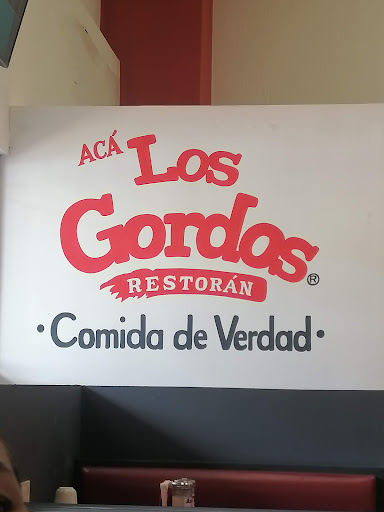 ACÁ
Los
Gordos®
RESTORÁN
• Comida de Verdad •